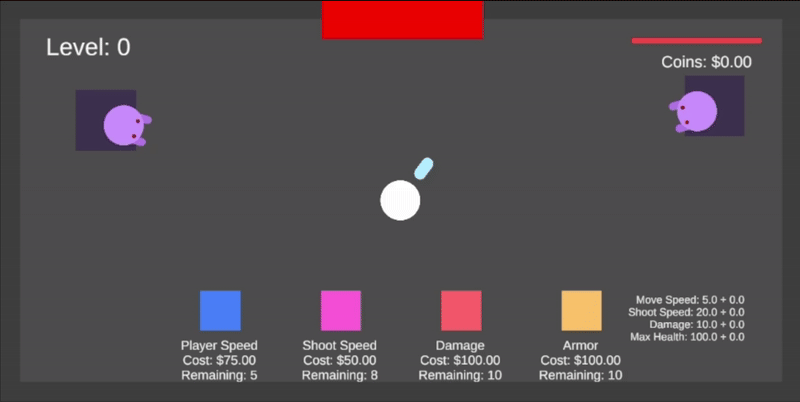 Level: 0
Coins: $0.00
Player Speed
Cost: $75.00
Remaining: 5
Shoot Speed
Cost: $50.00
Remaining: 8
Damage
Cost: $100.00
Remaining: 10
Armor
Cost: $100.00
Remaining: 10
Move Speed: 5.0 + 0.0
Shoot Speed: 20.0 + 0.0
Damage: 10.0 + 0.0
Max Health: 100.0 + 0.0